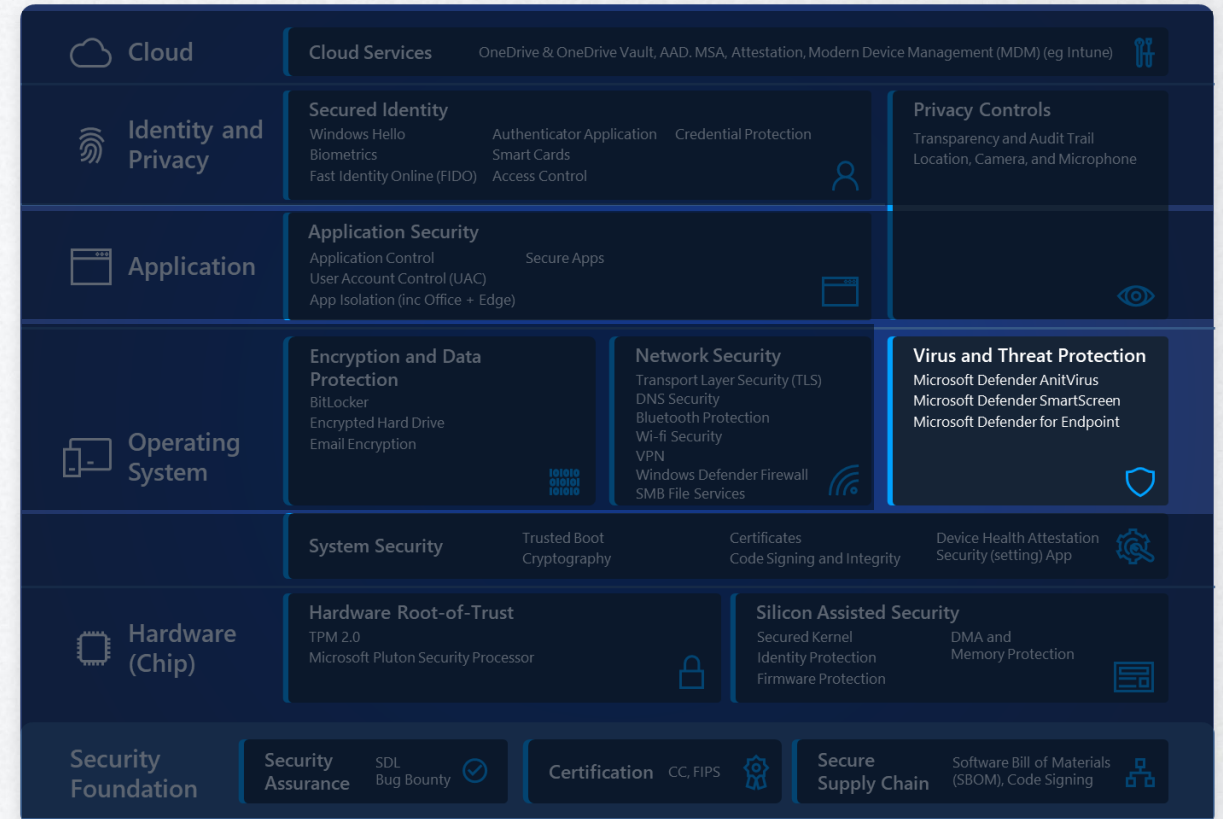 Cloud
Cloud Services
OneDrive & OneDrive Vault, AAD. MSA, Attestation, Modern Device Management (MDM) (eg Intune)
Identity and
Privacy
Secured Identity
Windows Hello
Biometrics
Fast Identity Online (FIDO)
Authenticator Application
Smart Cards
Access Control
Credential Protection
Privacy Controls
Transparency and Audit Trail
Location, Camera, and Microphone
Application
Application Security
Application Control
User Account Control (UAC)
App Isolation (inc Office + Edge)
Secure Apps
Operating
System
Encryption and Data
Protection
BitLocker
Encrypted Hard Drive
Email Encryption
101010
010101
101010
Network Security
Transport Layer Security (TLS)
DNS Security
Bluetooth Protection
Wi-fi Security
VPN
Windows Defender Firewall
SMB File Services
Virus and Threat Protection
Microsoft Defender AnitVirus
Microsoft Defender SmartScreen
Microsoft Defender for Endpoint
System Security
Trusted Boot
Cryptography
Certificates
Code Signing and Integrity
Device Health Attestation
Security (setting) App
Hardware
(Chip)
Hardware Root-of-Trust
TPM 2.0
Microsoft Pluton Security Processor
Silicon Assisted Security
Secured Kernel
Identity Protection
Firmware Protection
DMA and
Memory Protection
Security
Foundation
Security
Assurance
SDL
Bug Bounty
Certification
CC, FIPS
Secure
Supply Chain
Software Bill of Materials
(SBOM), Code Signing